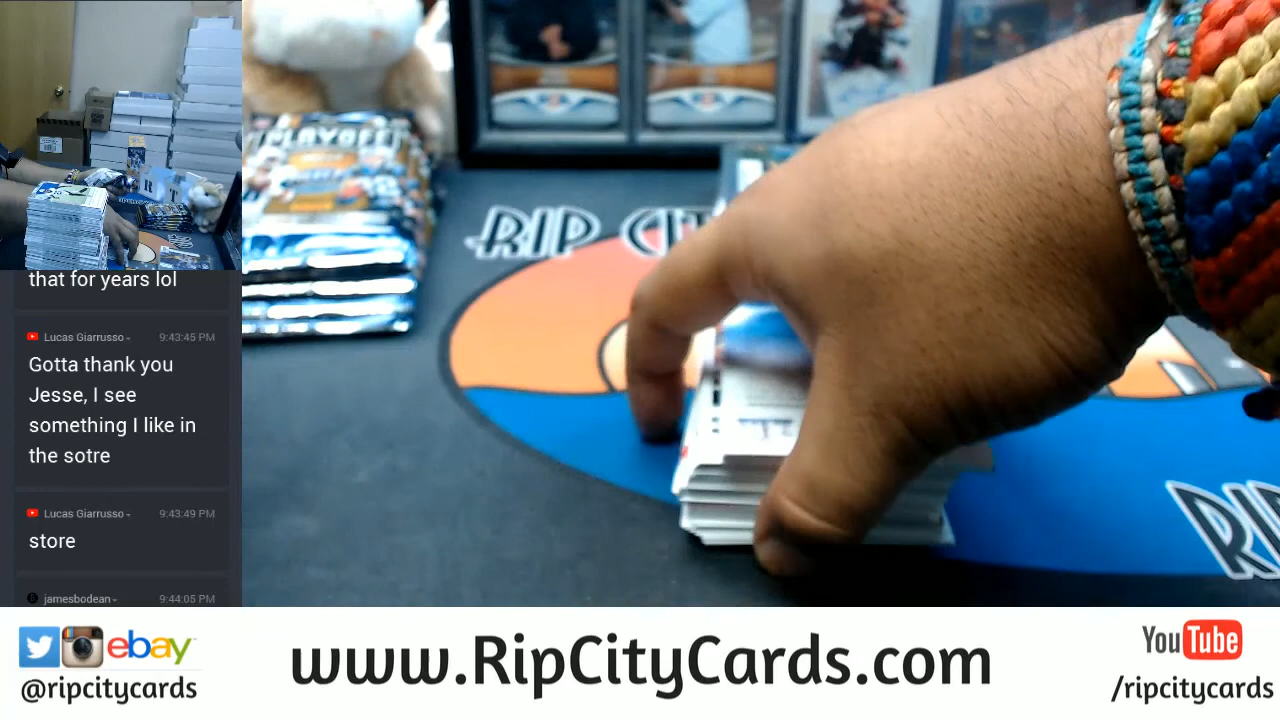 that for years lol
Lucas Giarrusso 9:43:45 PM
Gotta thank you
Jesse, I see
something I like in
the sotre
Lucas Giarrusso 9:43:49 PM
store
jamesbodean 9:44:05 PM
PLAYOFF
RIP CI
RI
ebay
@ripcitycards
www.RipCityCards.com
YouTube
/ripcitycards